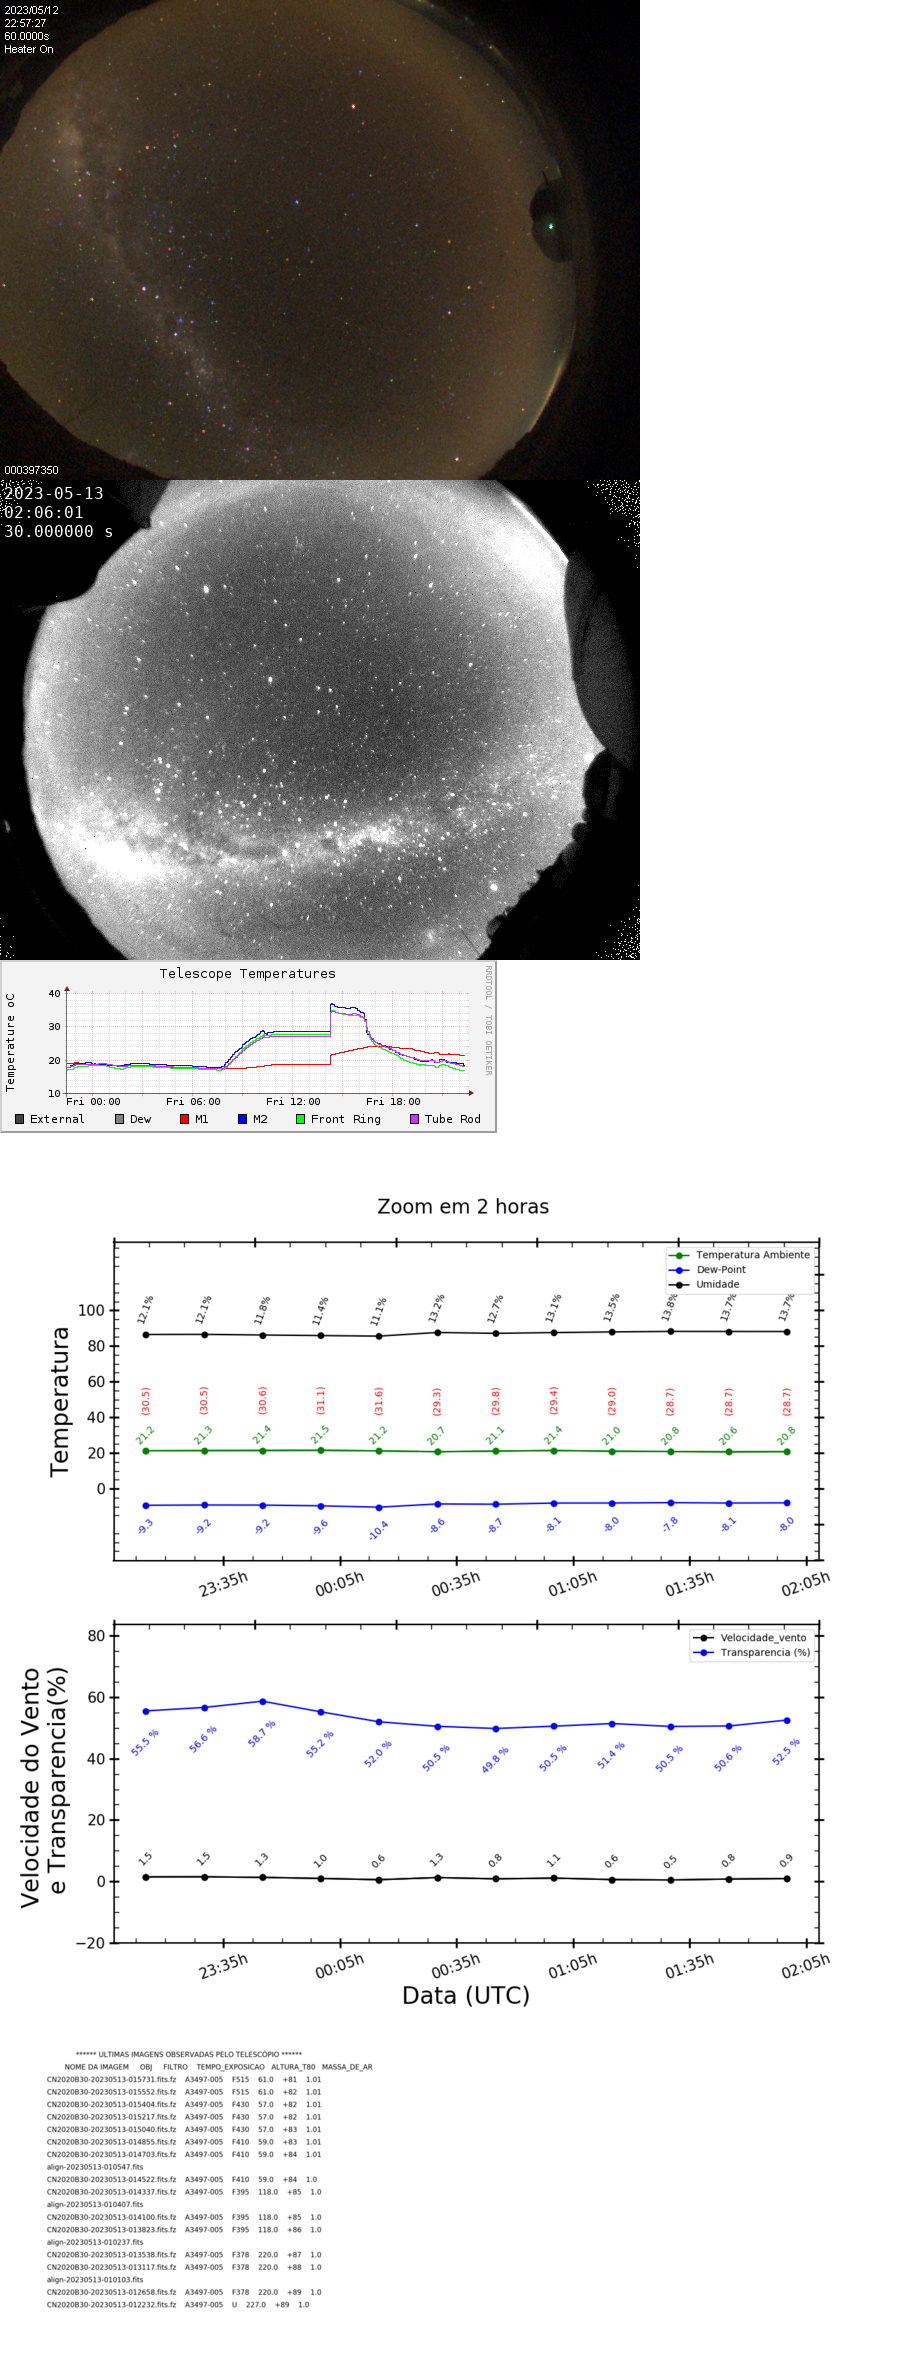 2023/05/12
22:57:27
60.0000s
Heater On
000397350
2023-05-13
02:06:01
30.000000 s
Telescope Temperatures
RRDTOOL / TOBI OETIKER
Temperature oC
40
30
20
10
Fri 00:00 Fri 06:00 Fri 12:00 Fri 18:00
External Dew M1 M2 Front Ring Tube Rod
Zoom em 2 horas
Temperatura Ambiente
Dew-Point
Umidade
Temperatura
100
80
60
40
20
0
12.1% 12.1% 11.8% 11.4% 11.1% 13.2% 12.7% 13.1% 13.5% 13.8% 13.7% 13.7%
(30.5) (30.5) (30.6) (31.1) (31.6) (29.3) (29.8) (29.4) (29.0) (28.7) (28.7) (28.7)
21.2 21.3 21.4 21.5 21.2 20.7 21.1 21.4 21.0 20.8 20.6 20.8
-9.3 -9.2 -9.2 -9.6 -10.4 -8.6 -8.7 -8.1 -8.0 -7.8 -8.1 -8.0
23:35h 00:05h 00:35h 01:05h 01:35h 02:05h
Velocidade_vento
Transparencia (%)
Velocidade do Vento
e Transparencia(%)
80
60
40
20
0
−20
55.5 % 56.6 % 58.7 % 55.2 % 52.0 % 50.5 % 49.8 % 50.5 % 51.4 % 50.5 % 50.6 % 52.5 %
1.5 1.5 1.3 1.0 0.6 1.3 0.8 1.1 0.6 0.5 0.8 0.9
23:35h 00:05h 00:35h 01:05h 01:35h 02:05h
Data (UTC)
****** ULTIMAS IMAGENS OBSERVADAS PELO TELESCÓPIO ******
NOME DA IMAGEM OBJ FILTRO TEMPO_EXPOSICAO ALTURA_T80 MASSA_DE_AR
CN2020B30-20230513-015731.fits.fz A3497-005 F515 61.0 +81 1.01
CN2020B30-20230513-015552.fits.fz A3497-005 F515 61.0 +82 1.01
CN2020B30-20230513-015404.fits.fz A3497-005 F430 57.0 +82 1.01
CN2020B30-20230513-015217.fits.fz A3497-005 F430 57.0 +82 1.01
CN2020B30-20230513-015040.fits.fz A3497-005 F430 57.0 +83 1.01
CN2020B30-20230513-014855.fits.fz A3497-005 F410 59.0 +83 1.01
CN2020B30-20230513-014703.fits.fz A3497-005 F410 59.0 +84 1.01
align-20230513-010547.fits
CN2020B30-20230513-014522.fits.fz A3497-005 F410 59.0 +84 1.0
CN2020B30-20230513-014337.fits.fz A3497-005 F395 118.0 +85 1.0
align-20230513-010407.fits
CN2020B30-20230513-014100.fits.fz A3497-005 F395 118.0 +85 1.0
CN2020B30-20230513-013823.fits.fz A3497-005 F395 118.0 +86 1.0
align-20230513-010237.fits
CN2020B30-20230513-013538.fits.fz A3497-005 F378 220.0 +87 1.0
CN2020B30-20230513-013117.fits.fz A3497-005 F378 220.0 +88 1.0
align-20230513-010103.fits
CN2020B30-20230513-012658.fits.fz A3497-005 F378 220.0 +89 1.0
CN2020B30-20230513-012232.fits.fz A3497-005 U 227.0 +89 1.0